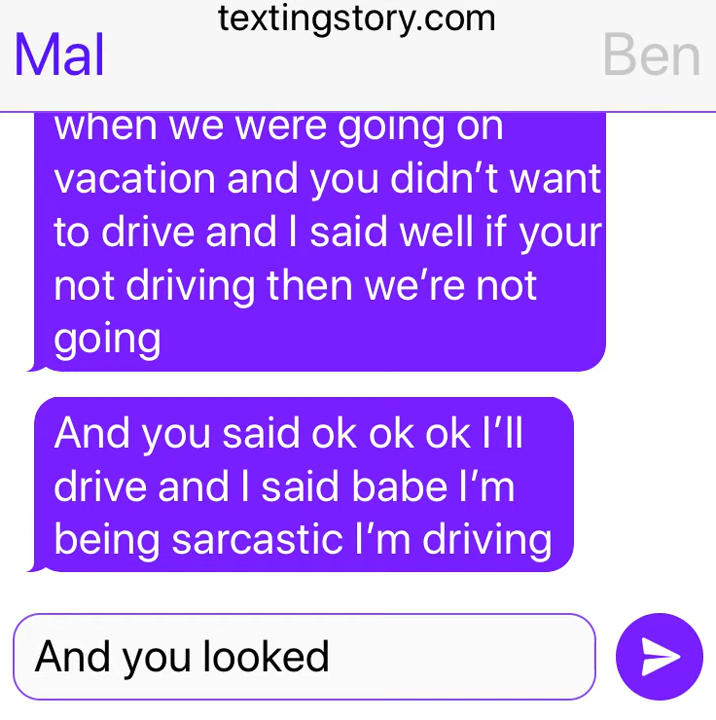 textingstory.com
Mal
Ben
when we were going on
vacation and you didn't want
to drive and I said well if your
not driving then we're not
going
And you said ok ok ok I'll
drive and I said babe I'm
being sarcastic I'm driving
And you looked